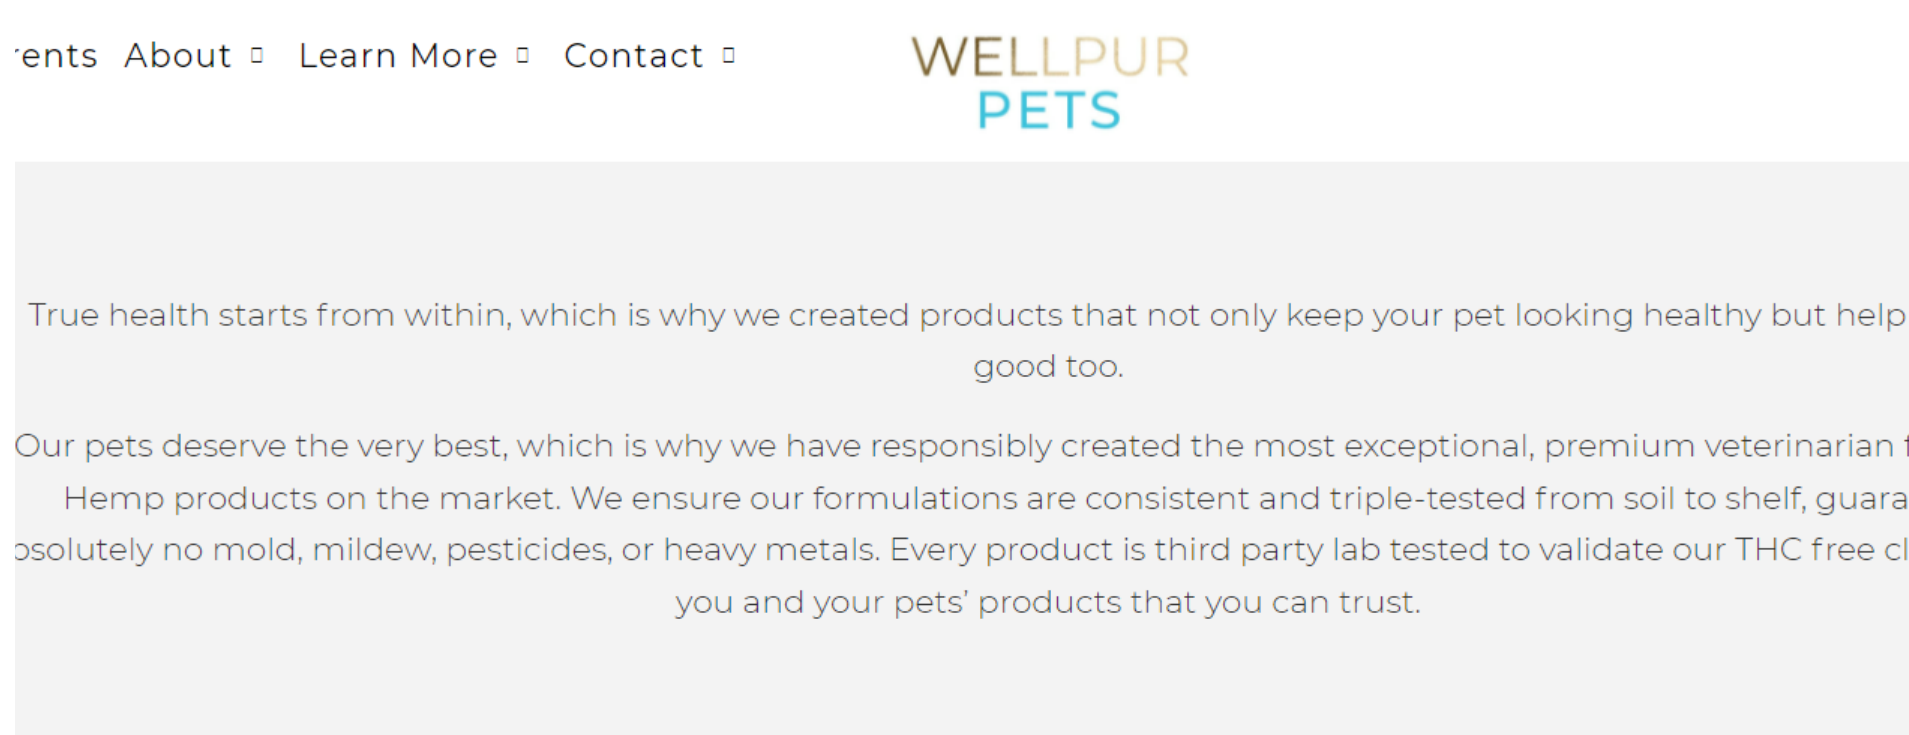 About Learn More Contact
WELLPUR
PETS
True health starts from within, which is why we created products that not only keep your pet looking healthy but help
good too.
Our pets deserve the very best, which is why we have responsibly created the most exceptional, premium veterinarian
Hemp products on the market. We ensure our formulations are consistent and triple-tested from soil to shelf,
no mold, mildew, pesticides, or heavy metals. Every product is third party lab tested to validate our THC free
you and your pets’ products that you can trust.